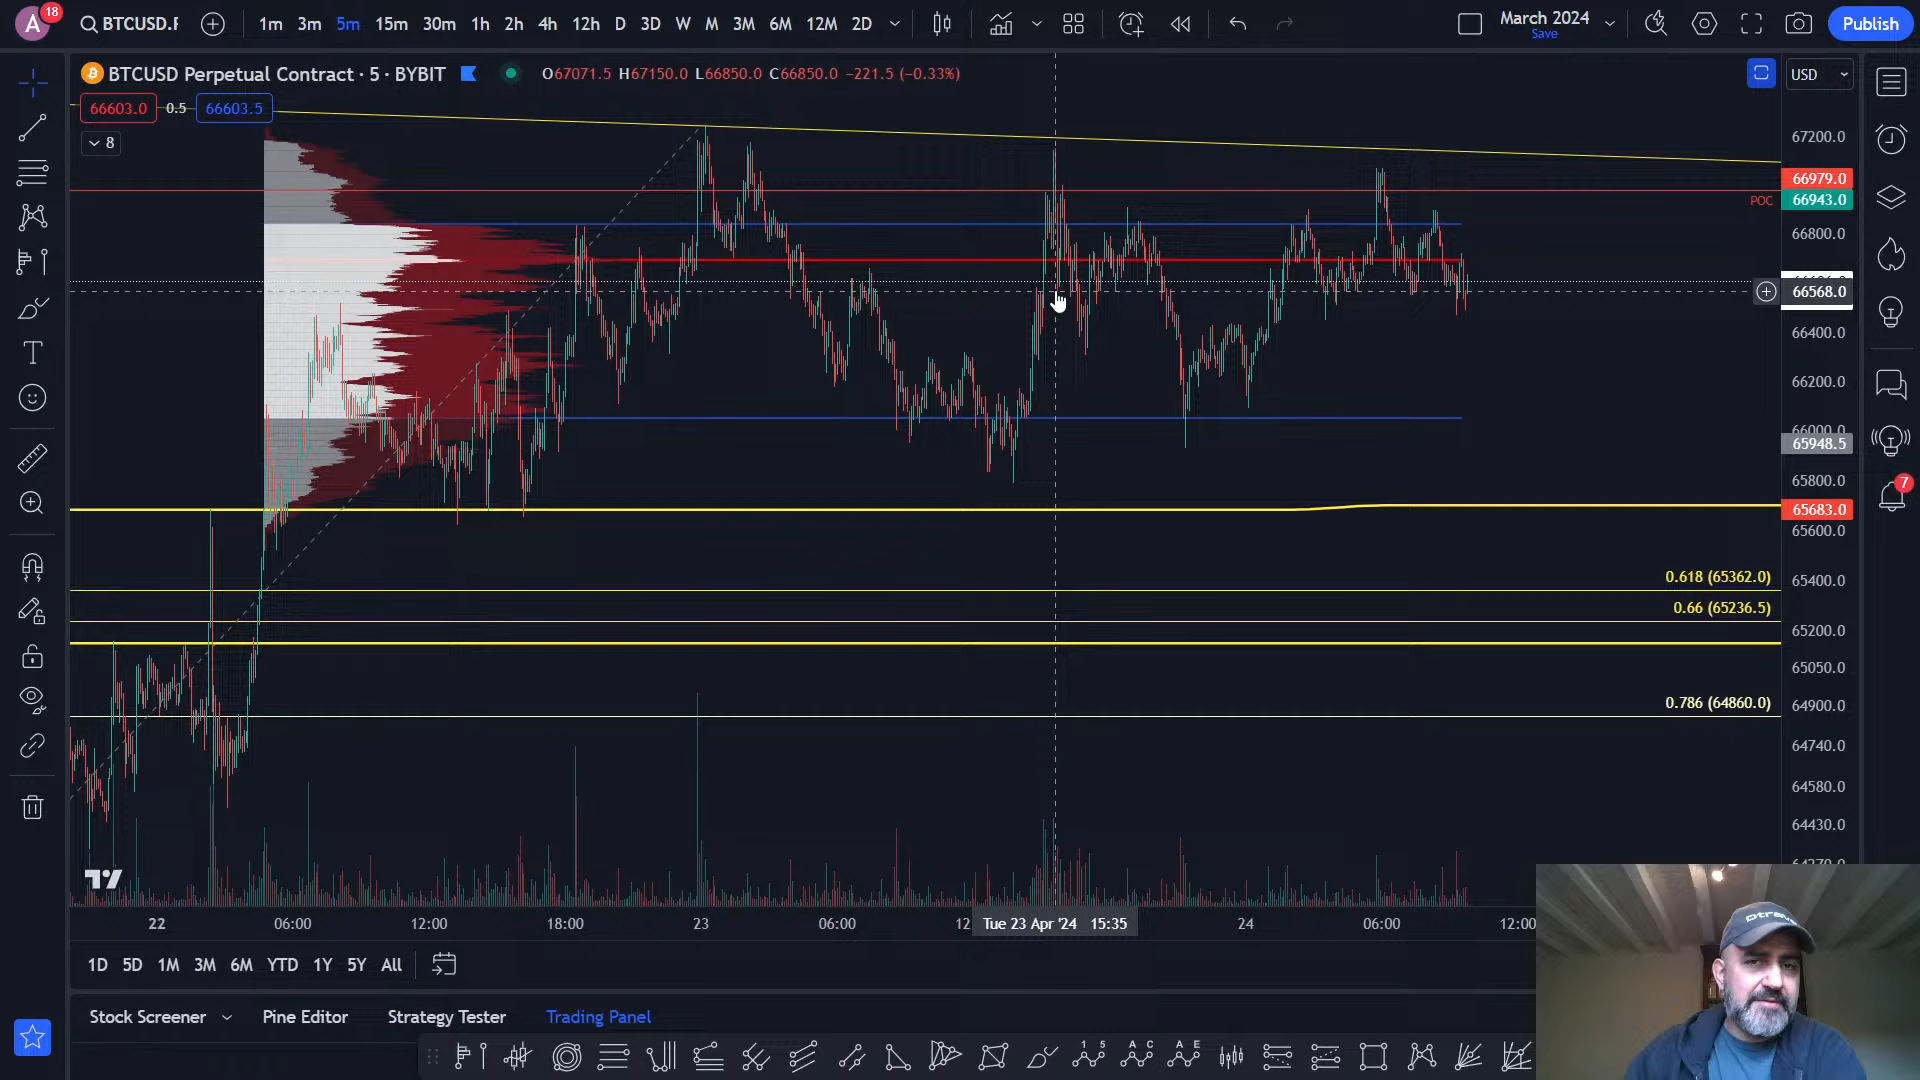 A 18 BTCUSD.F 1m 3m 5m 15m 30m 1h 2h 4h 12h D 3D W M 3M 6M 12M 2D March 2024 Save Publish
BTCUSD Perpetual Contract · 5 · BYBIT O67071.5 H67150.0 L66850.0 C66850.0 −221.5 (−0.33%) USD
66603.0 0.5 66603.5
8
67200.0
66979.0
POC 66943.0
66800.0
66568.0
66400.0
66200.0
66000.0
65948.5
65800.0
65683.0
65600.0
0.618 (65362.0) 65400.0
0.66 (65236.5)
65200.0
65050.0
0.786 (64860.0) 64900.0
64740.0
64580.0
64430.0
7
22 06:00 12:00 18:00 23 06:00 12 Tue 23 Apr '24 15:35 24 06:00 12:00
1D 5D 1M 3M 6M YTD 1Y 5Y All
Stock Screener Pine Editor Strategy Tester Trading Panel
1 5 A C A E